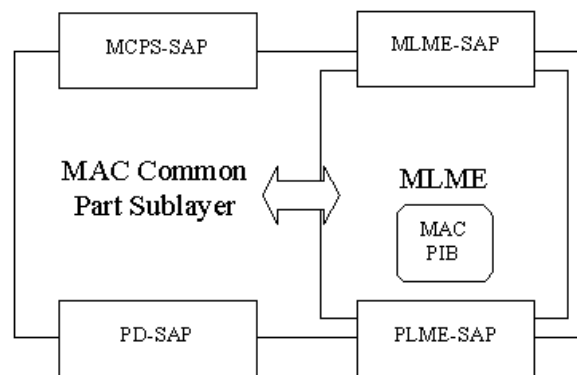 MCPS-SAP
MLME-SAP
MAC Common
Part Sublayer
MLME
MAC
PIB
PD-SAP
PLME-SAP